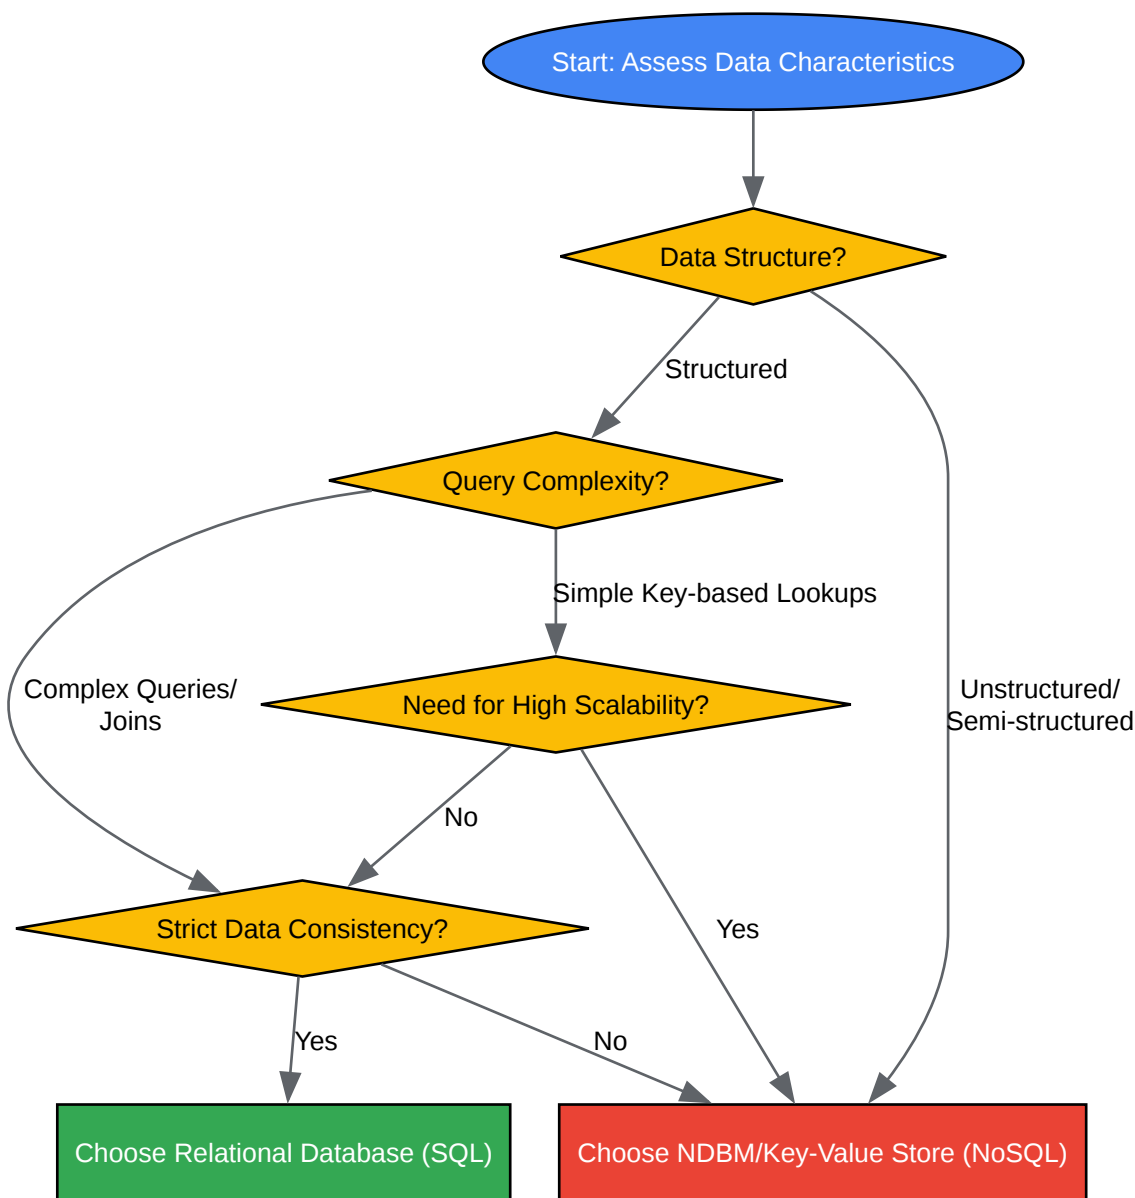 Start: Assess Data Characteristics
Data Structure?
Structured
Query Complexity?
Simple Key-based Lookups
Complex Queries/
Joins
Need for High Scalability?
Unstructured/
Semi-structured
No
Strict Data Consistency?
Yes
Yes
No
Choose Relational Database (SQL)
Choose NDBM/Key-Value Store (NoSQL)